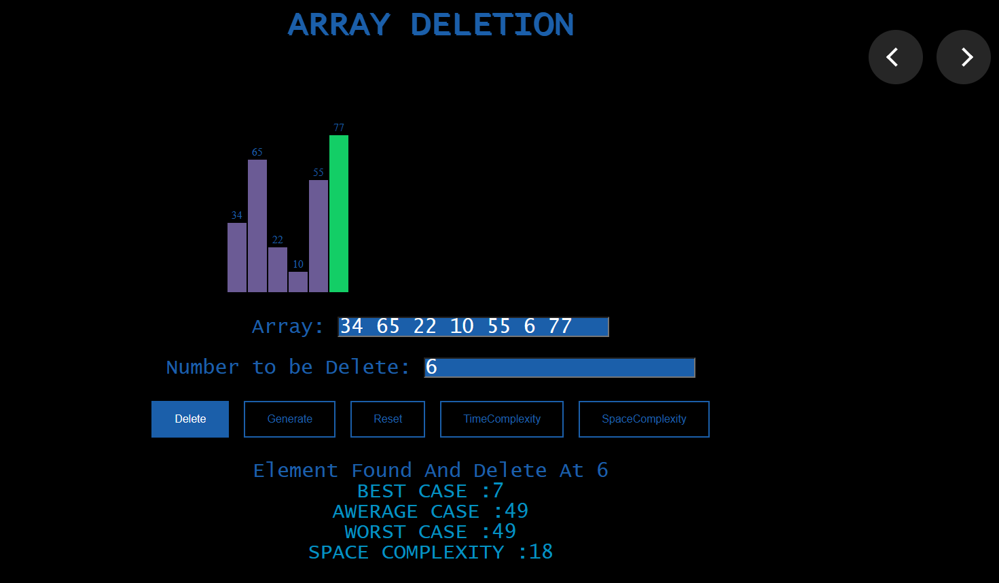 ARRAY DELETION
77
65
55
34
22
10
Array: 34 65 22 10 55 6 77
Number to be Delete: 6
Delete Generate Reset TimeComplexity SpaceComplexity
Element Found And Delete At 6
BEST CASE :7
AWERAGE CASE :49
WORST CASE :49
SPACE COMPLEXITY :18